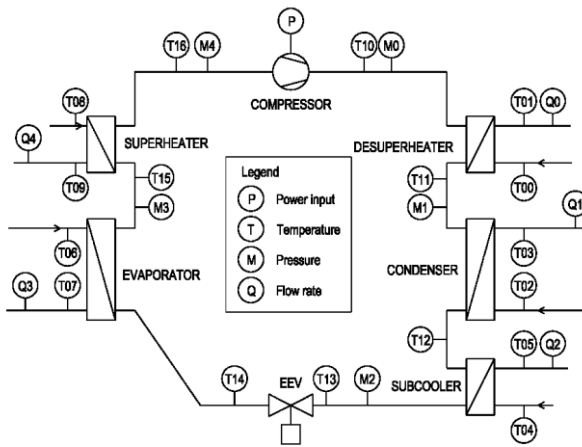 P
T16 M4 T10 M0
COMPRESSOR
T08
T01 Q0
Q4
SUPERHEATER
DESUPERHEATER
T09
T15
T11
T00
M3
M1
Q1
Legend
P Power input
T Temperature
M Pressure
Q Flow rate
T06
T03
EVAPORATOR
CONDENSER
Q3 T07
T02
T12
T05 Q2
T14
EEV
T13 M2
SUBCOOLER
T04